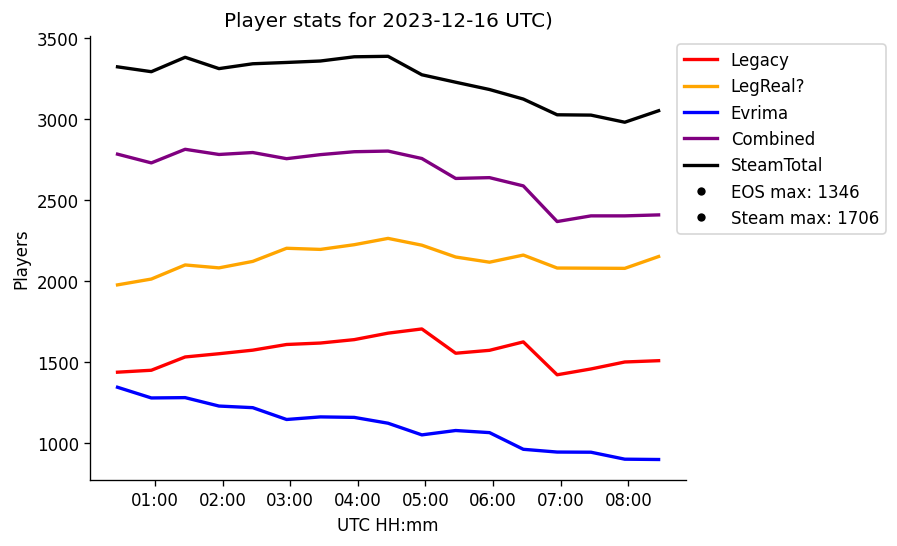 Player stats for 2023-12-16 UTC)
3500
3000
2500
2000
1500
1000
Players
01:00 02:00 03:00 04:00 05:00 06:00 07:00 08:00
UTC HH:mm
Legacy
LegReal?
Evrima
Combined
SteamTotal
EOS max: 1346
Steam max: 1706